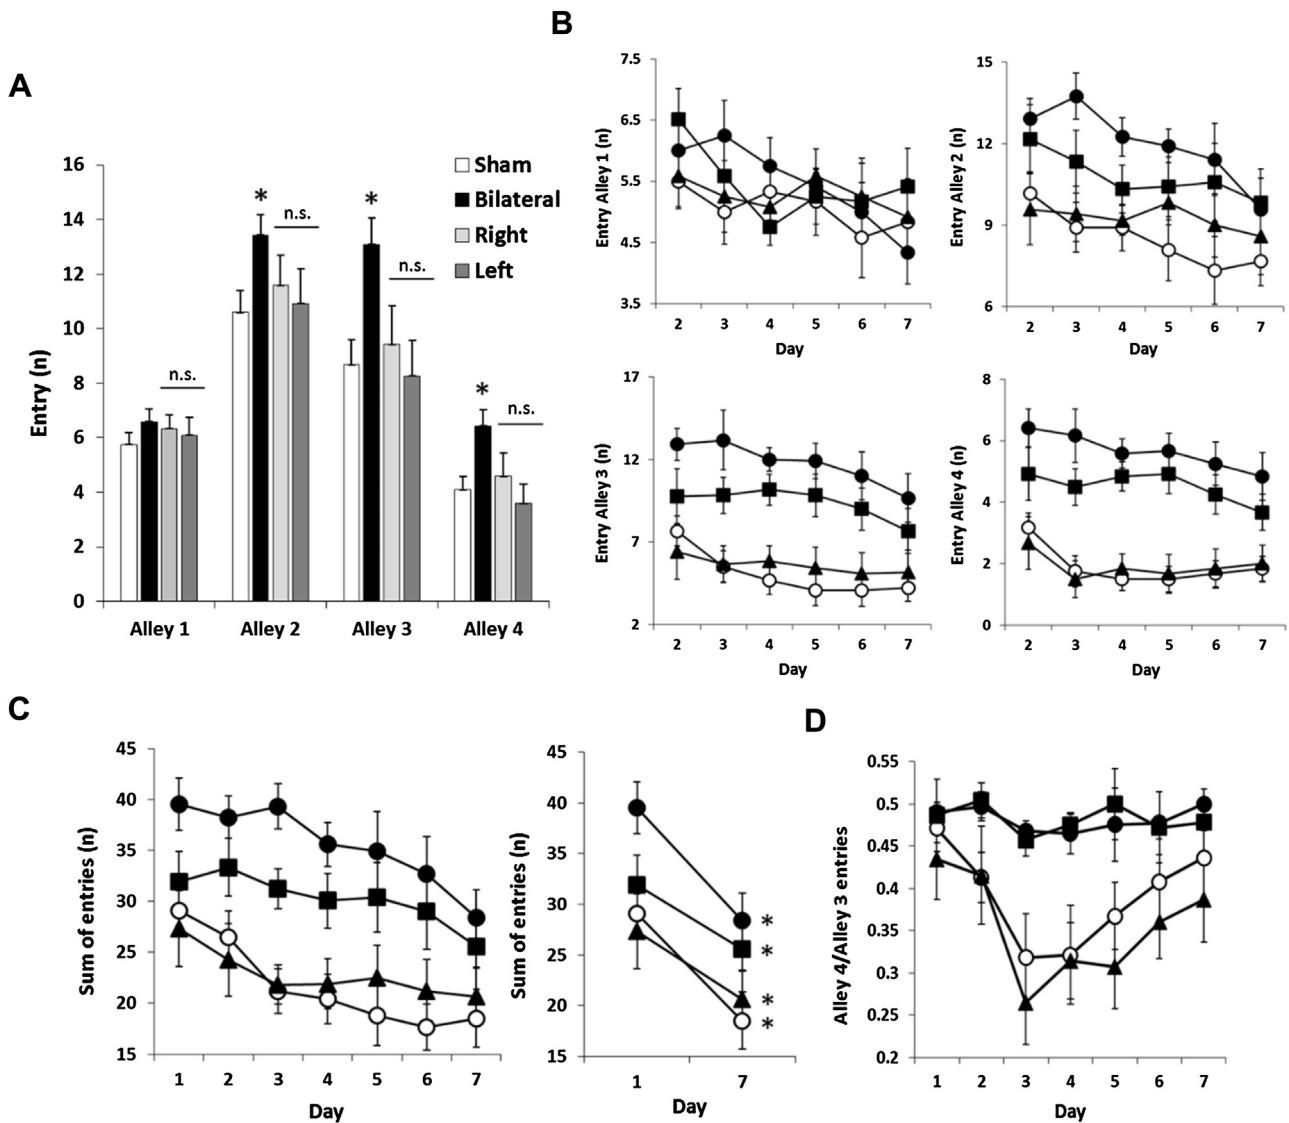 A
Entry (n)
16
14
12
10
8
6
4
2
0
n.s.
*
n.s.
*
n.s.
*
n.s.
Alley 1
Alley 2
Alley 3
Alley 4
Sham
Bilateral
Right
Left
B
Entry Alley 1 (n)
7.5
6.5
5.5
4.5
3.5
2 3 4 5 6 7
Day
Entry Alley 2 (n)
15
12
9
6
2 3 4 5 6 7
Day
Entry Alley 3 (n)
17
12
7
2
2 3 4 5 6 7
Day
Entry Alley 4 (n)
8
6
4
2
0
2 3 4 5 6 7
Day
C
Sum of entries (n)
45
40
35
30
25
20
15
1 2 3 4 5 6 7
Day
Sum of entries (n)
45
40
35
30
25
20
15
*
*
*
*
1 7
Day
D
Alley 4/Alley 3 entries
0.55
0.5
0.45
0.4
0.35
0.3
0.25
0.2
1 2 3 4 5 6 7
Day